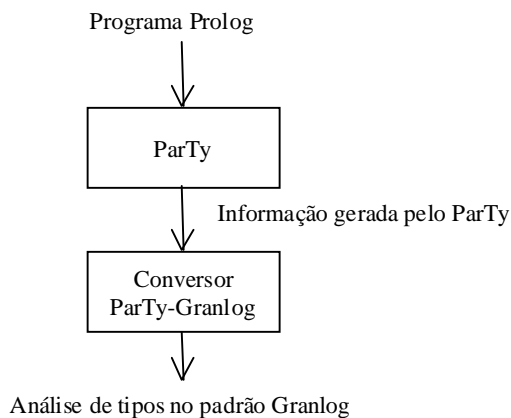 Programa Prolog
ParTy
Informação gerada pelo ParTy
Conversor
ParTy-Granlog
Análise de tipos no padrão Granlog